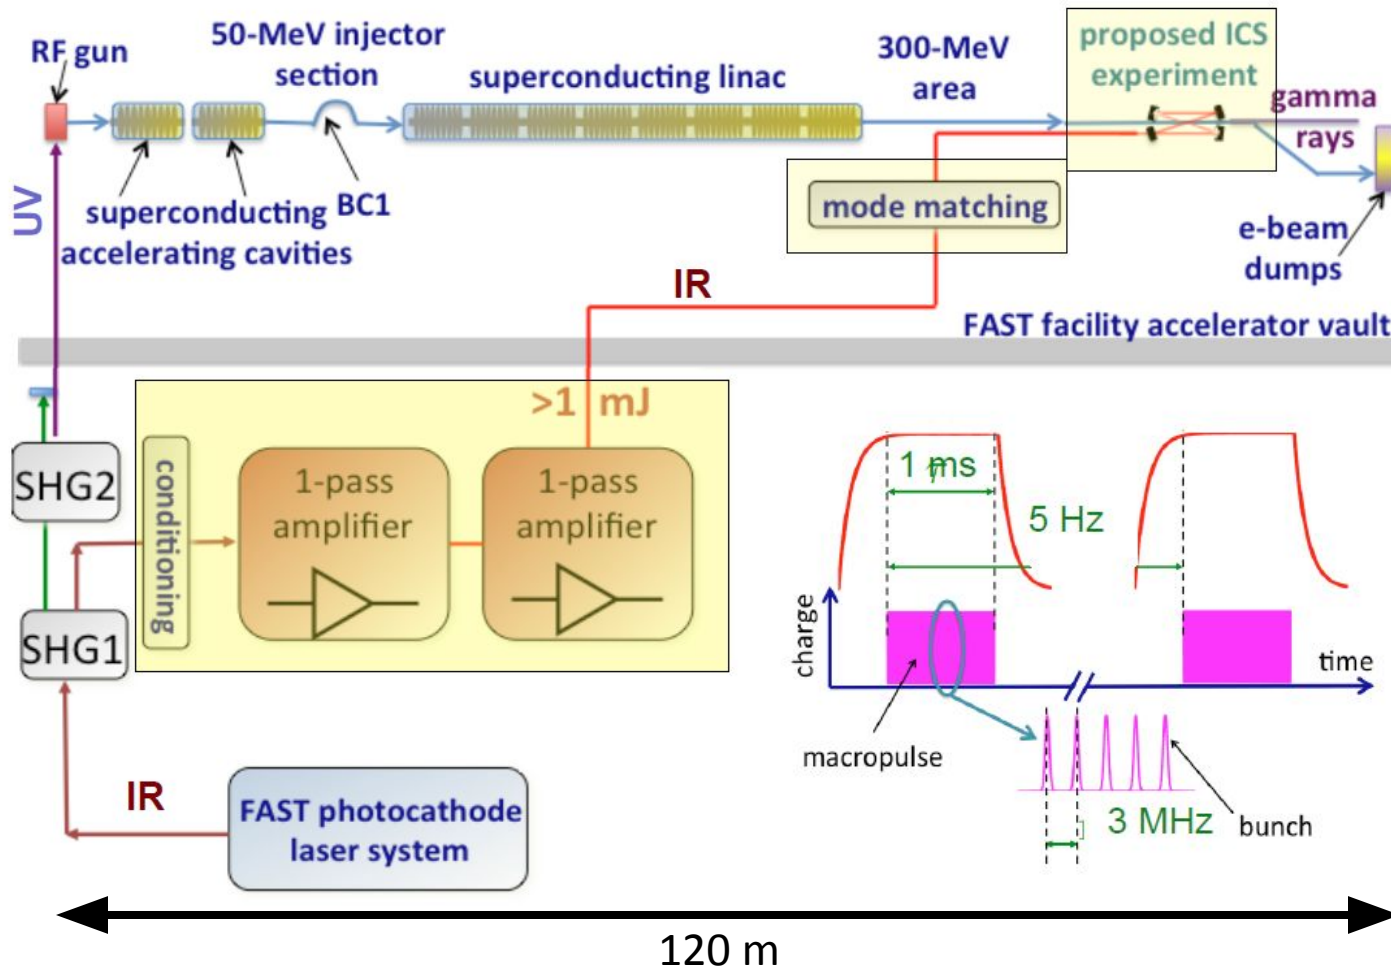 RF gun
50-MeV injector
section
superconducting linac
300-MeV
area
proposed ICS
experiment
gamma
rays
UV
superconducting
accelerating cavities
BC1
mode matching
e-beam
dumps
IR
FAST facility accelerator vault
>1 mJ
SHG2
conditioning
1-pass
amplifier
1-pass
amplifier
SHG1
1 ms
5 Hz
charge
time
macropulse
3 MHz
bunch
IR
FAST photocathode
laser system
120 m